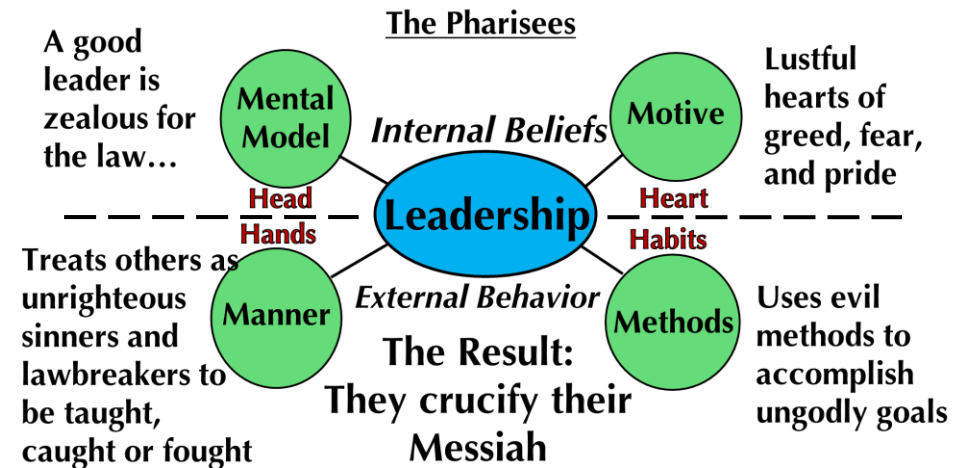 The Pharisees
A good
leader is
zealous for
the law...
Mental
Model
Head
Internal Beliefs
Motive
Heart
Lustful
hearts of
greed, fear,
and pride
Leadership
Hands
Manner
Treats others as
unrighteous
sinners and
lawbreakers to
be taught,
caught or fought
External Behavior
Habits
Methods
Uses evil
methods to
accomplish
ungodly goals
The Result:
They crucify their
Messiah